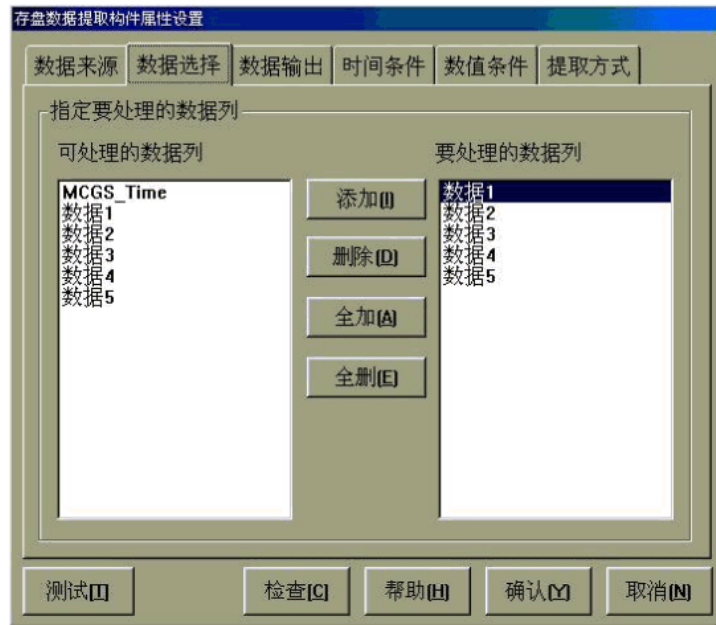 存盘数据提取构件属性设置
数据来源 数据选择 数据输出 时间条件 数值条件 提取方式
指定要处理的数据列
可处理的数据列
要处理的数据列
MCGS_Time
数据1
数据2
数据3
数据4
数据5
添加[I]
删除[D]
全加[A]
全删[E]
数据1
数据2
数据3
数据4
数据5
测试[T] 检查[C] 帮助[H] 确认[Y] 取消[N]